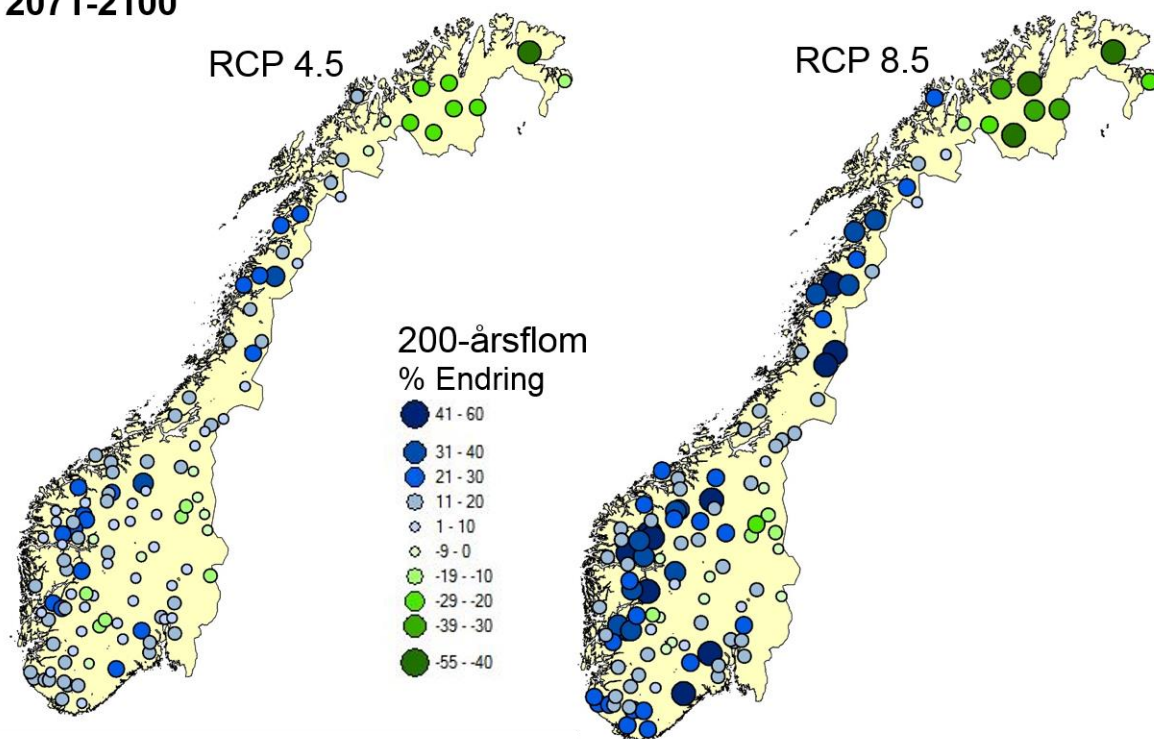 2071-2100
RCP 4.5
RCP 8.5
200-årsflom
% Endring
41 - 60
31 - 40
21 - 30
11 - 20
1 - 10
-9 - 0
-19 - -10
-29 - -20
-39 - -30
-55 - -40